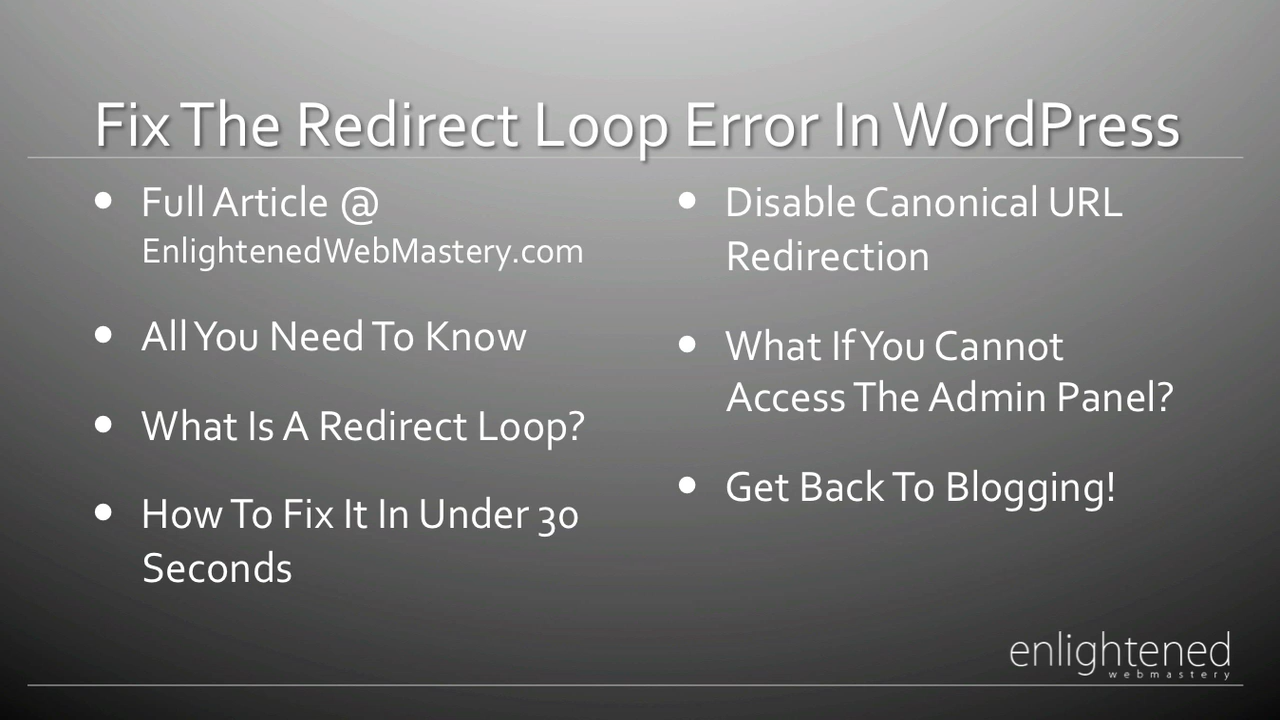 Fix The Redirect Loop Error In WordPress
• Full Article @
EnlightenedWebMastery.com
• All You Need To Know
• What Is A Redirect Loop?
• How To Fix It In Under 30
Seconds
• Disable Canonical URL
Redirection
• What If You Cannot
Access The Admin Panel?
• Get Back To Blogging!
enlightened
webmastery